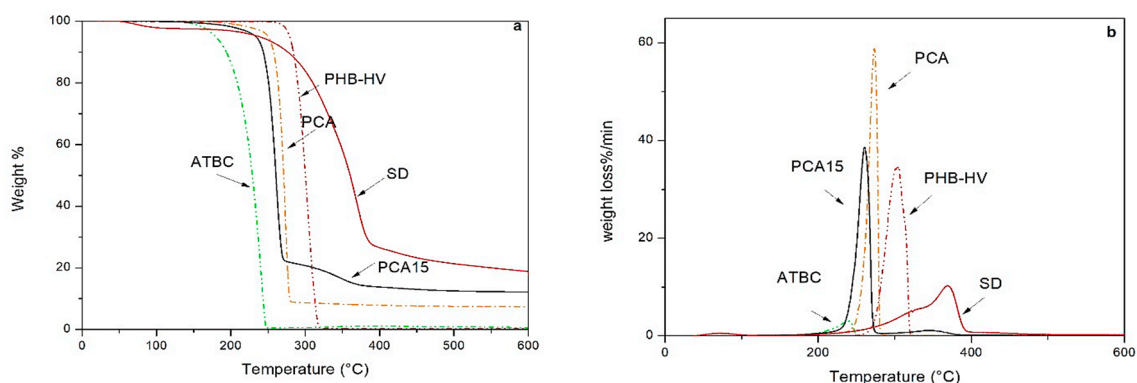 a
100
80
60
40
20
0
Weight %
ATBC
PHB-HV
PCA
SD
PCA15
0 100 200 300 400 500 600
Temperature (°C)
b
60
40
20
0
weight loss%/min
PCA
PCA15
PHB-HV
ATBC
SD
0 200 400 600
Temperature (°C)